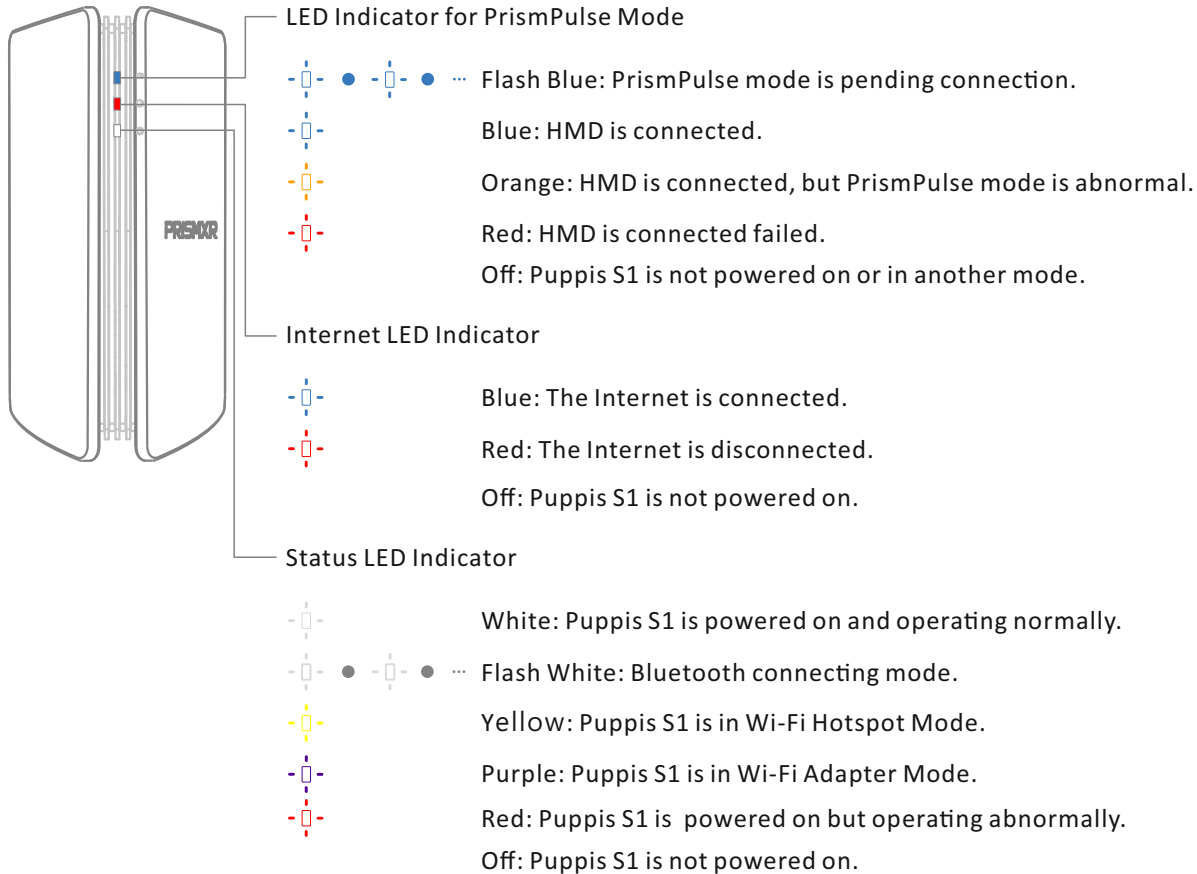 LED Indicator for PrismPulse Mode
... Flash Blue: PrismPulse mode is pending connection.
Blue: HMD is connected.
Orange: HMD is connected, but PrismPulse mode is abnormal.
PRISMXR
Red: HMD is connected failed.
Off: Puppis S1 is not powered on or in another mode.
Internet LED Indicator
Blue: The Internet is connected.
Red: The Internet is disconnected.
Off: Puppis S1 is not powered on.
Status LED Indicator
White: Puppis S1 is powered on and operating normally.
... Flash White: Bluetooth connecting mode.
Yellow: Puppis S1 is in Wi-Fi Hotspot Mode.
Purple: Puppis S1 is in Wi-Fi Adapter Mode.
Red: Puppis S1 is  powered on but operating abnormally.
Off: Puppis S1 is not powered on.